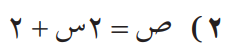 ٢) ص = ٢س + ٢